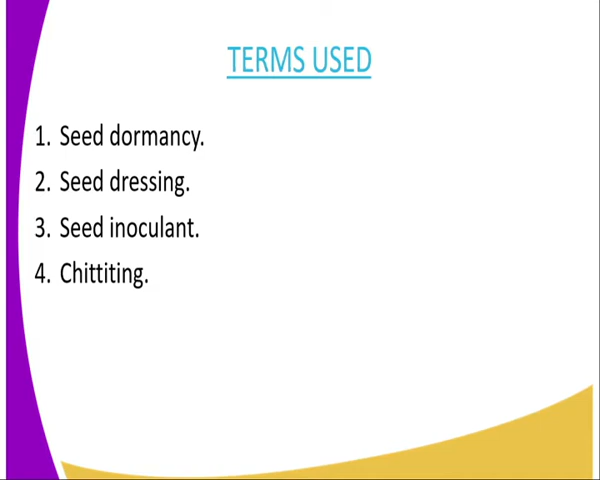 TERMS USED
1. Seed dormancy.
2. Seed dressing.
3. Seed inoculant.
4. Chittiting.